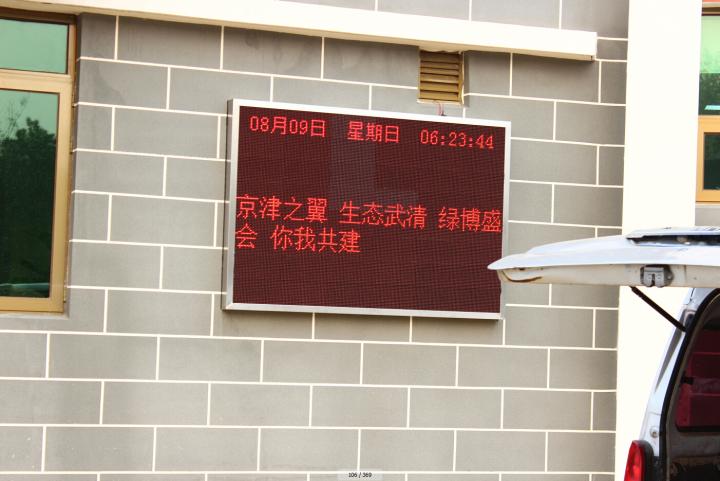 08月09日 星期日 06:23:44
京津之翼 生态武清 绿博盛
会 你我共建
106 / 369